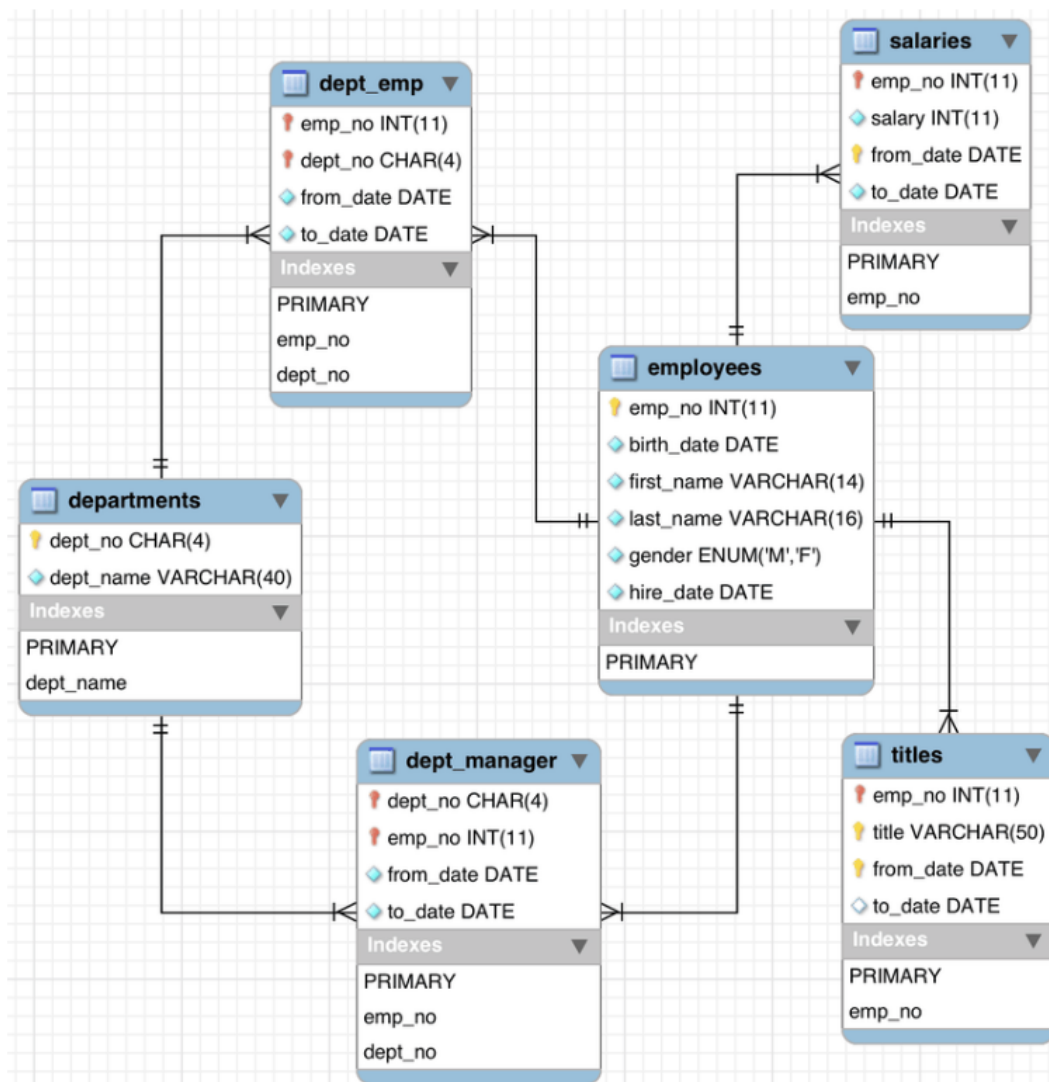 dept_emp
emp_no INT(11)
dept_no CHAR(4)
from_date DATE
to_date DATE
Indexes
PRIMARY
emp_no
dept_no
salaries
emp_no INT(11)
salary INT(11)
from_date DATE
to_date DATE
Indexes
PRIMARY
emp_no
departments
dept_no CHAR(4)
dept_name VARCHAR(40)
Indexes
PRIMARY
dept_name
employees
emp_no INT(11)
birth_date DATE
first_name VARCHAR(14)
last_name VARCHAR(16)
gender ENUM('M','F')
hire_date DATE
Indexes
PRIMARY
dept_manager
dept_no CHAR(4)
emp_no INT(11)
from_date DATE
to_date DATE
Indexes
PRIMARY
emp_no
dept_no
titles
emp_no INT(11)
title VARCHAR(50)
from_date DATE
to_date DATE
Indexes
PRIMARY
emp_no